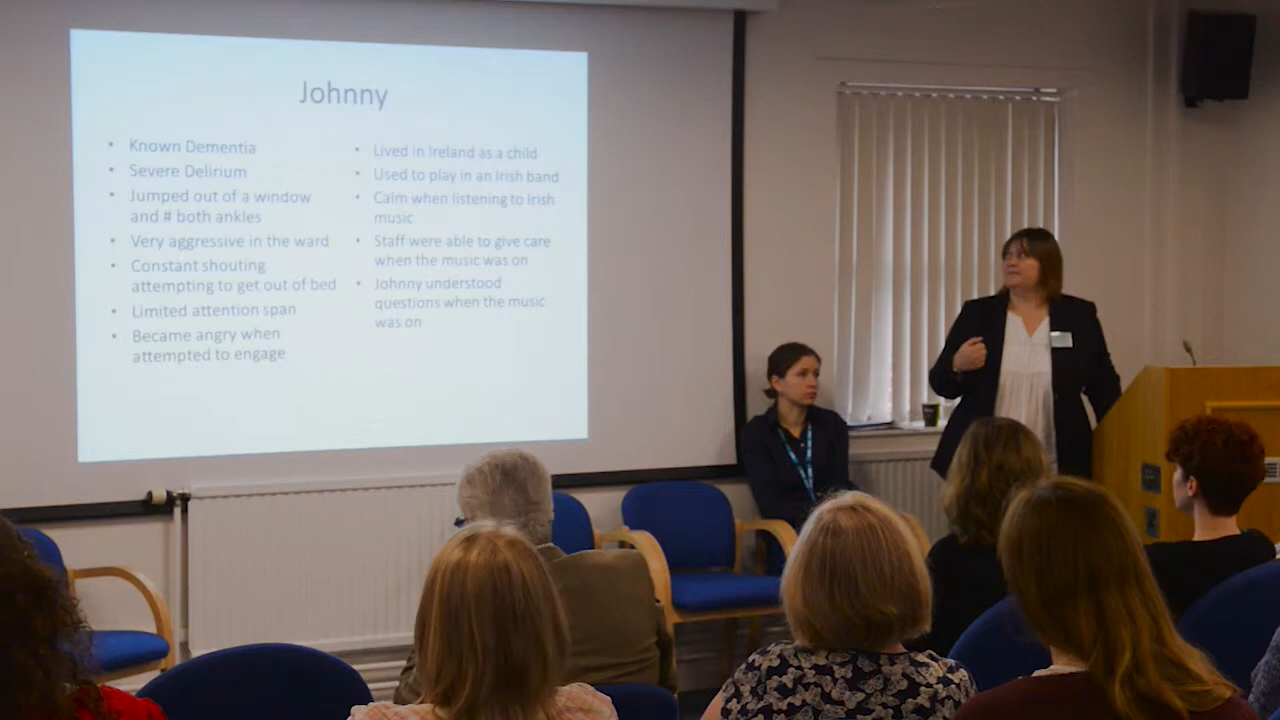 Johnny
• Known Dementia
• Severe Delirium
• Jumped out of a window
and # both ankles
• Very aggressive in the ward
• Constant shouting
attempting to get out of bed
• Limited attention span
• Became angry when
attempted to engage
• Lived in Ireland as a child
• Used to play in an Irish band
• Calm when listening to Irish
music
• Staff were able to give care
when the music was on
• Johnny understood
questions when the music
was on